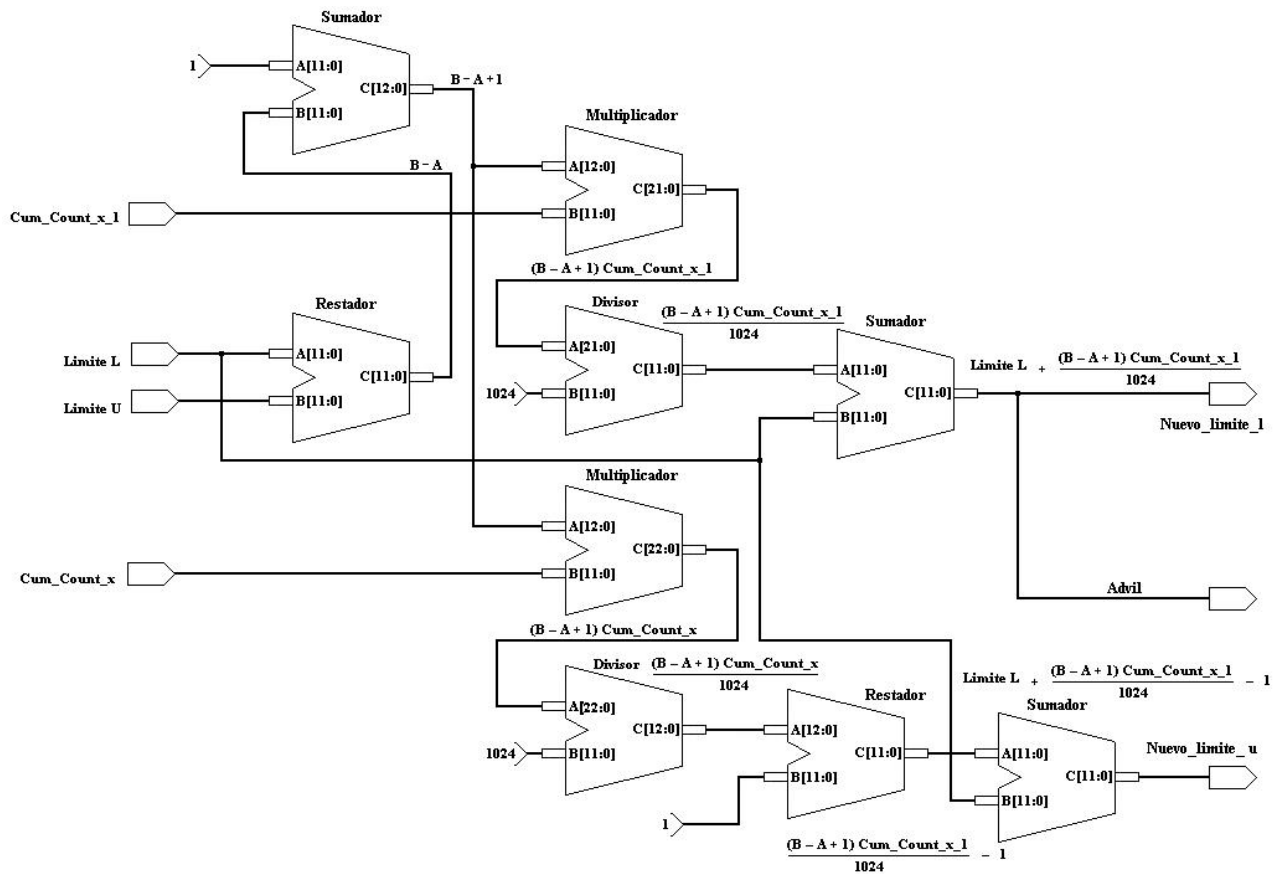 Sumador
1
A[11:0]
B[11:0]
C[12:0]
B – A + 1
Multiplicador
A[12:0]
B[11:0]
C[21:0]
B – A
Cum_Count_x_1
(B – A + 1) Cum_Count_x_1
Restador
Limite L
Limite U
A[11:0]
B[11:0]
C[11:0]
Divisor
A[21:0]
1024
B[11:0]
C[11:0]
(B – A + 1) Cum_Count_x_1
1024
Sumador
A[11:0]
B[11:0]
C[11:0]
Limite L + (B – A + 1) Cum_Count_x_1
1024
Nuevo_limite_l
Multiplicador
A[12:0]
B[11:0]
C[22:0]
Cum_Count_x
Advil
(B – A + 1) Cum_Count_x
Divisor
A[22:0]
1024
B[11:0]
C[12:0]
(B – A + 1) Cum_Count_x
1024
Restador
A[12:0]
1
B[11:0]
C[11:0]
(B – A + 1) Cum_Count_x_1 – 1
1024
Limite L + (B – A + 1) Cum_Count_x_1 – 1
1024
Sumador
A[11:0]
B[11:0]
C[11:0]
Nuevo_limite_ u